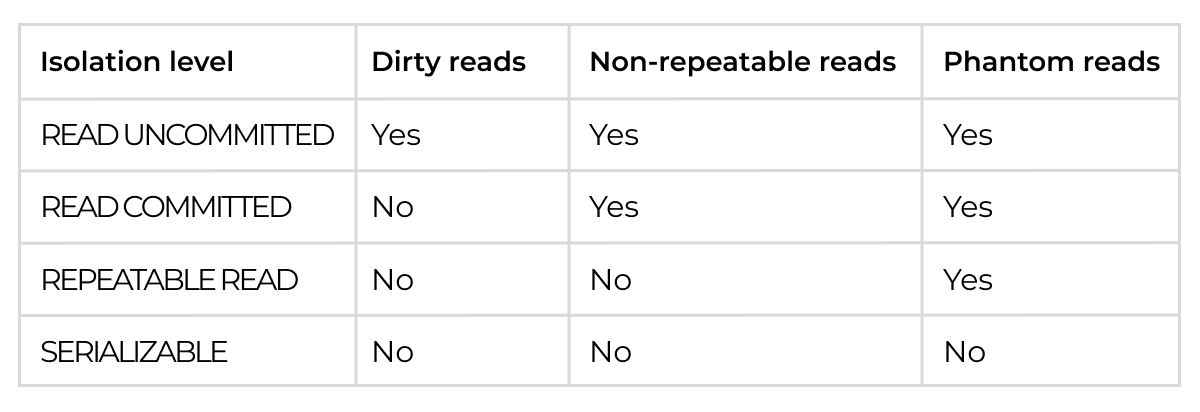 Isolation level Dirty reads Non-repeatable reads Phantom reads
READ UNCOMMITTED Yes Yes Yes
READ COMMITTED No Yes Yes
REPEATABLE READ No No Yes
SERIALIZABLE No No No